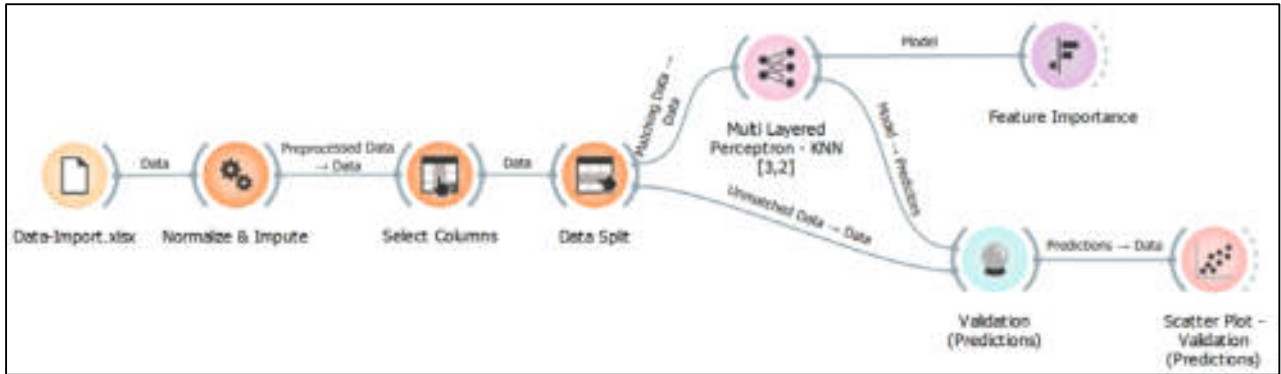 Data-Import.xlsx
Data
Normalize & Impute
Preprocessed Data
→ Data
Select Columns
Data
Data Split
Matching Data →
Data
Multi Layered
Perceptron - KNN
[3,2]
Model
Feature Importance
Model → Predictors
Unmatched Data → Data
Validation
(Predictions)
Predictions → Data
Scatter Plot -
Validation
(Predictions)